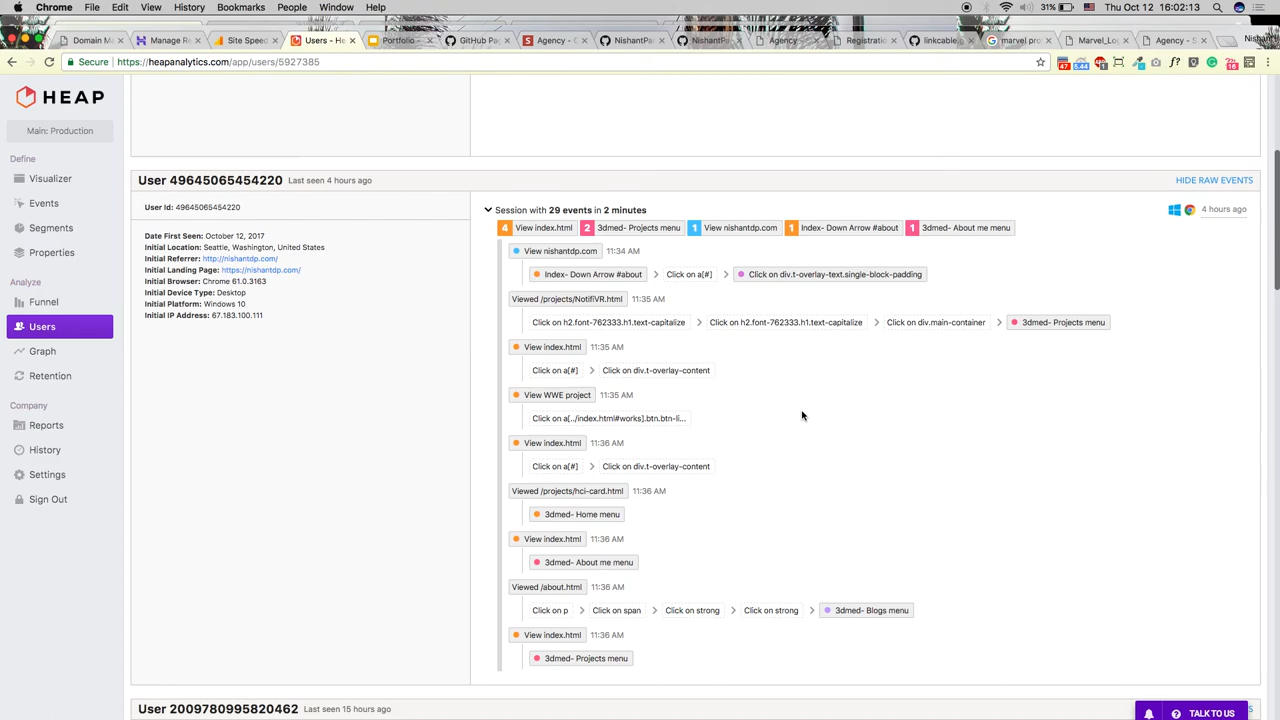 Chrome File Edit View History Bookmarks People Window Help 31% Thu Oct 12 16:02:13
Domain M Manage R Site Speed Users - He Portfolio - GitHub Pag Agency - NishantPa NishantPa Agency Registratio linkcable.g marvel pro Marvel_Lo Agency - S
Secure https://heapanalytics.com/app/users/5927385
HEAP
Main: Production
Define
Visualizer
Events
Segments
Properties
Analyze
Funnel
Users
Graph
Retention
Company
Reports
History
Settings
Sign Out
User 49645065454220 Last seen 4 hours ago HIDE RAW EVENTS
User Id: 49645065454220
Date First Seen: October 12, 2017
Initial Location: Seattle, Washington, United States
Initial Referrer: http://nishantdp.com/
Initial Landing Page: https://nishantdp.com/
Initial Browser: Chrome 61.0.3163
Initial Device Type: Desktop
Initial Platform: Windows 10
Initial IP Address: 67.183.100.111
Session with 29 events in 2 minutes 4 hours ago
4 View index.html 2 3dmed- Projects menu 1 View nishantdp.com 1 Index- Down Arrow #about 1 3dmed- About me menu
View nishantdp.com 11:34 AM
Index- Down Arrow #about > Click on a[#] > Click on div.t-overlay-text.single-block-padding
Viewed /projects/NotifiVR.html 11:35 AM
Click on h2.font-762333.h1.text-capitalize > Click on h2.font-762333.h1.text-capitalize > Click on div.main-container > 3dmed- Projects menu
View index.html 11:35 AM
Click on a[#] > Click on div.t-overlay-content
View WWE project 11:35 AM
Click on a[../index.html#works].btn.btn-li...
View index.html 11:36 AM
Click on a[#] > Click on div.t-overlay-content
Viewed /projects/hci-card.html 11:36 AM
3dmed- Home menu
View index.html 11:36 AM
3dmed- About me menu
Viewed /about.html 11:36 AM
Click on p > Click on span > Click on strong > Click on strong > 3dmed- Blogs menu
View index.html 11:36 AM
3dmed- Projects menu
User 2009780995820462 Last seen 15 hours ago
TALK TO US